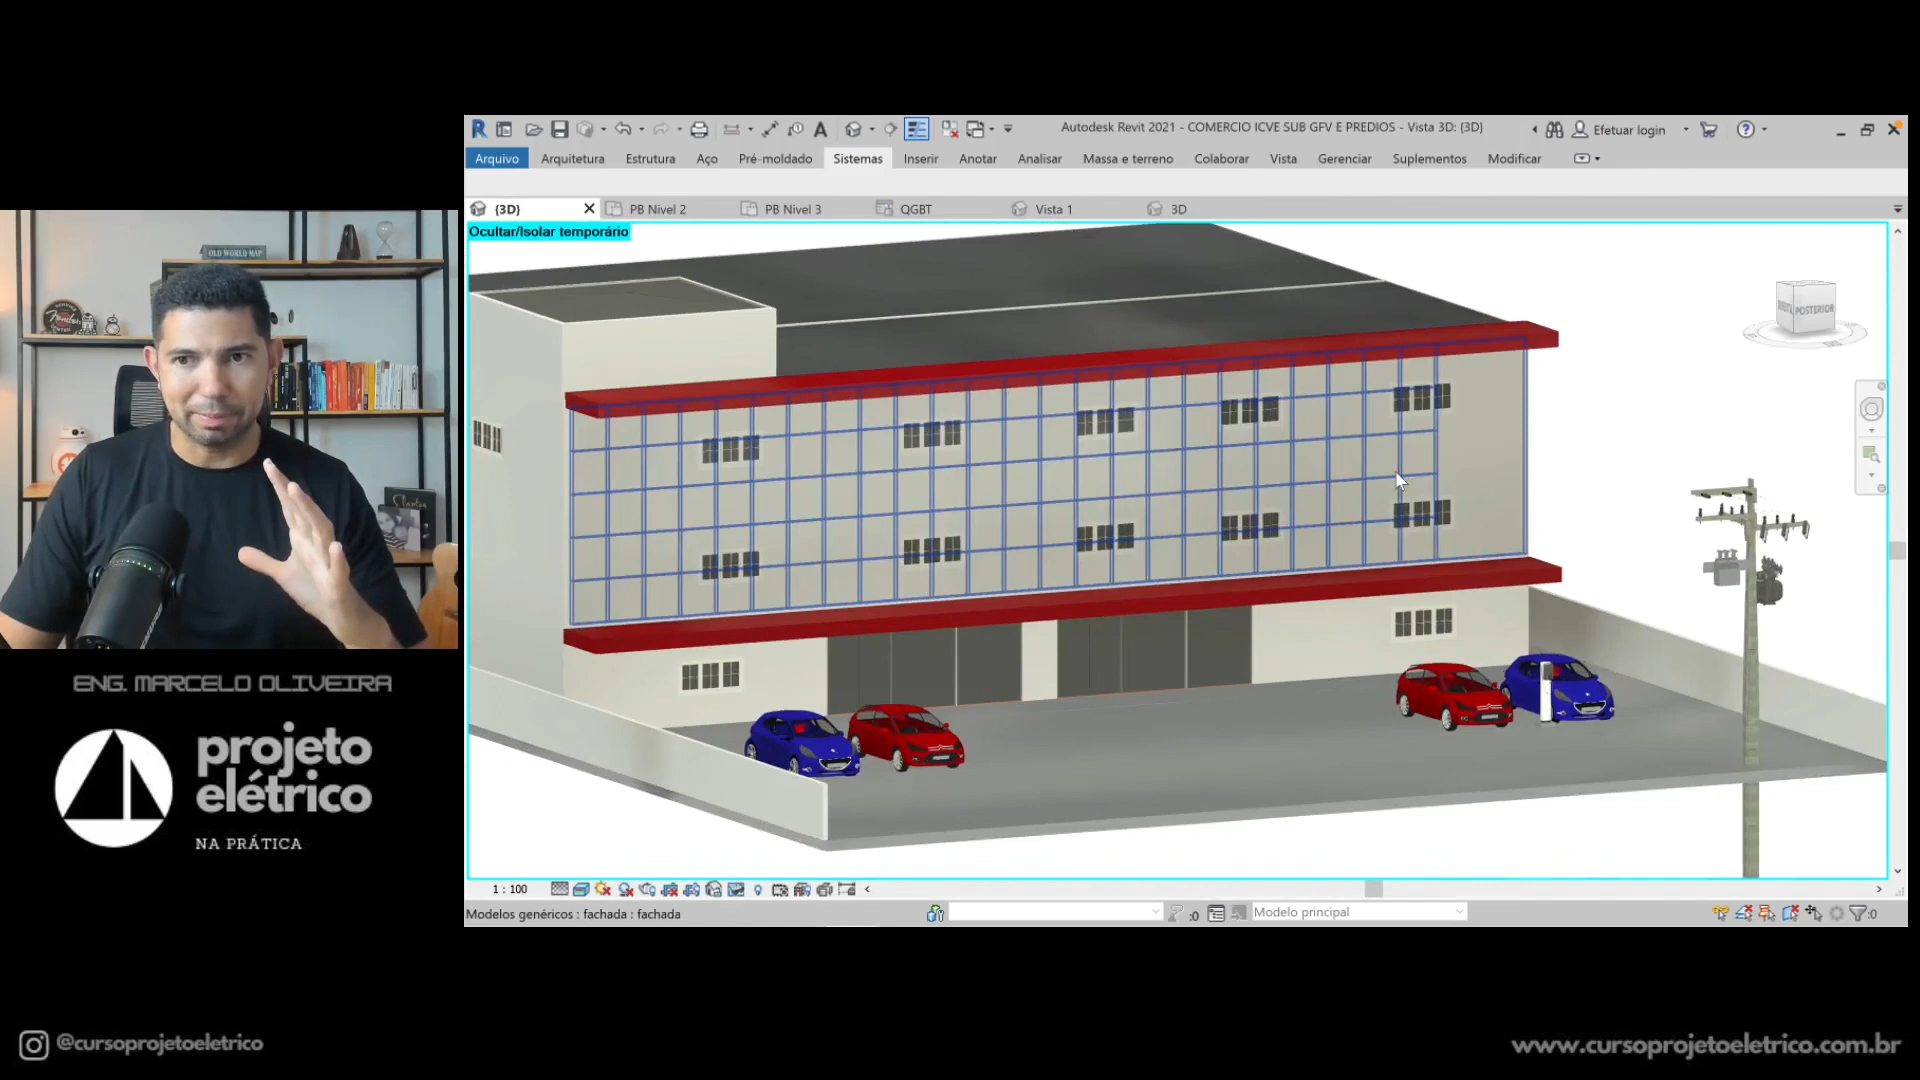 Autodesk Revit 2021 - COMERCIO ICVE SUB GFV E PREDIOS - Vista 3D: {3D}
Efetuar login
Arquivo
Arquitetura
Estrutura
Aço
Pré-moldado
Sistemas
Inserir
Anotar
Analisar
Massa e terreno
Colaborar
Vista
Gerenciar
Suplementos
Modificar
{3D}
PB Nivel 2
PB Nivel 3
QGBT
Vista 1
3D
Ocultar/Isolar temporário
OLD WORLD MAP
POSTERIOR
ENG. MARCELO OLIVEIRA
projeto
elétrico
NA PRÁTICA
1 : 100
Modelos genéricos : fachada : fachada
:0
Modelo principal
:0
@cursoprojetoeletrico
www.cursoprojetoeletrico.com.br